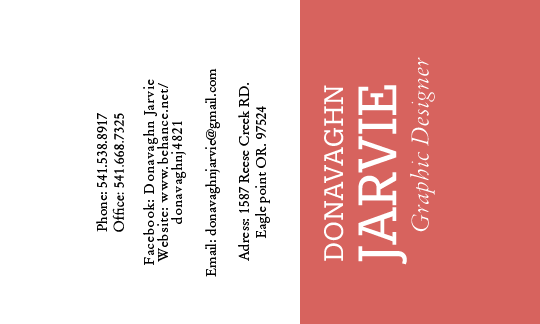 Phone: 541.538.8917
Office: 541.668.7325
Facebook: Donavaghn Jarvie
Website: www.behance.net/
donavaghnj4821
Email: donavaghnjarvie@gmail.com
Adress: 1587 Reese Creek RD.
Eagle point OR. 97524
DONAVAGHN
JARVIE
Graphic Designer